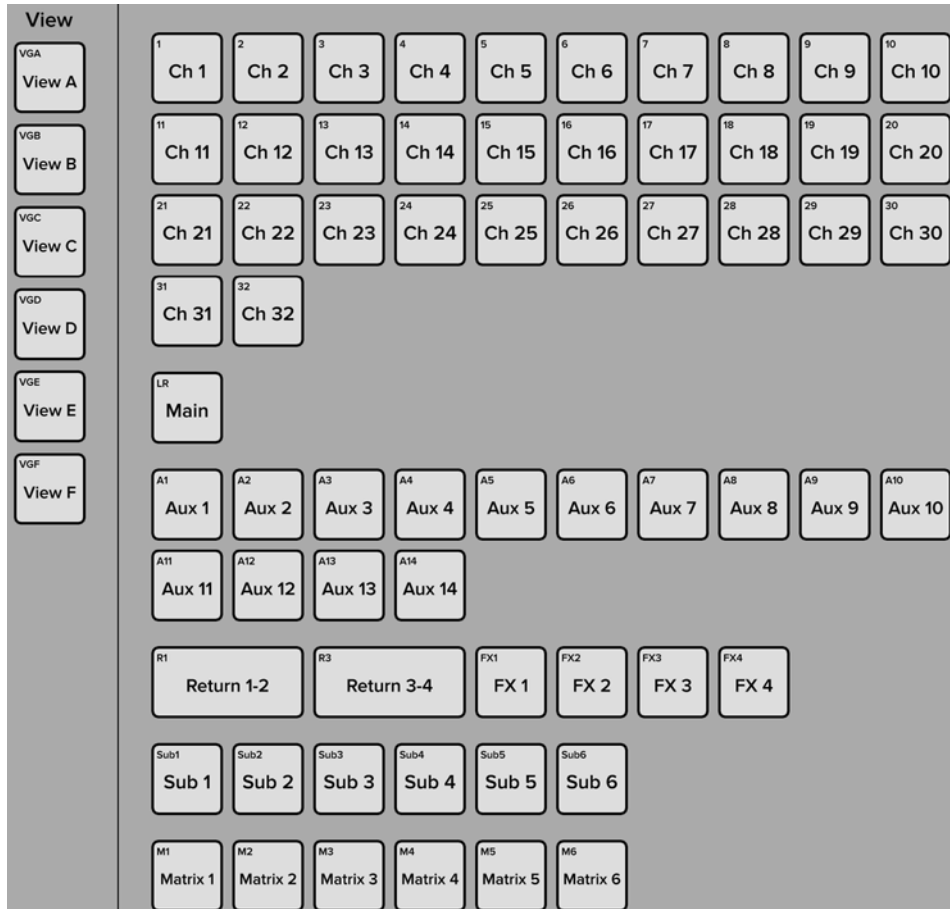 View
VGA
View A
VGB
View B
VGC
View C
VGD
View D
VGE
View E
VGF
View F
1 2 3 4 5 6 7 8 9 10
Ch 1 Ch 2 Ch 3 Ch 4 Ch 5 Ch 6 Ch 7 Ch 8 Ch 9 Ch 10
11 12 13 14 15 16 17 18 19 20
Ch 11 Ch 12 Ch 13 Ch 14 Ch 15 Ch 16 Ch 17 Ch 18 Ch 19 Ch 20
21 22 23 24 25 26 27 28 29 30
Ch 21 Ch 22 Ch 23 Ch 24 Ch 25 Ch 26 Ch 27 Ch 28 Ch 29 Ch 30
31 32
Ch 31 Ch 32
LR
Main
A1 A2 A3 A4 A5 A6 A7 A8 A9 A10
Aux 1 Aux 2 Aux 3 Aux 4 Aux 5 Aux 6 Aux 7 Aux 8 Aux 9 Aux 10
A11 A12 A13 A14
Aux 11 Aux 12 Aux 13 Aux 14
R1 R3 FX1 FX2 FX3 FX4
Return 1-2 Return 3-4 FX 1 FX 2 FX 3 FX 4
Sub1 Sub2 Sub3 Sub4 Sub5 Sub6
Sub 1 Sub 2 Sub 3 Sub 4 Sub 5 Sub 6
M1 M2 M3 M4 M5 M6
Matrix 1 Matrix 2 Matrix 3 Matrix 4 Matrix 5 Matrix 6